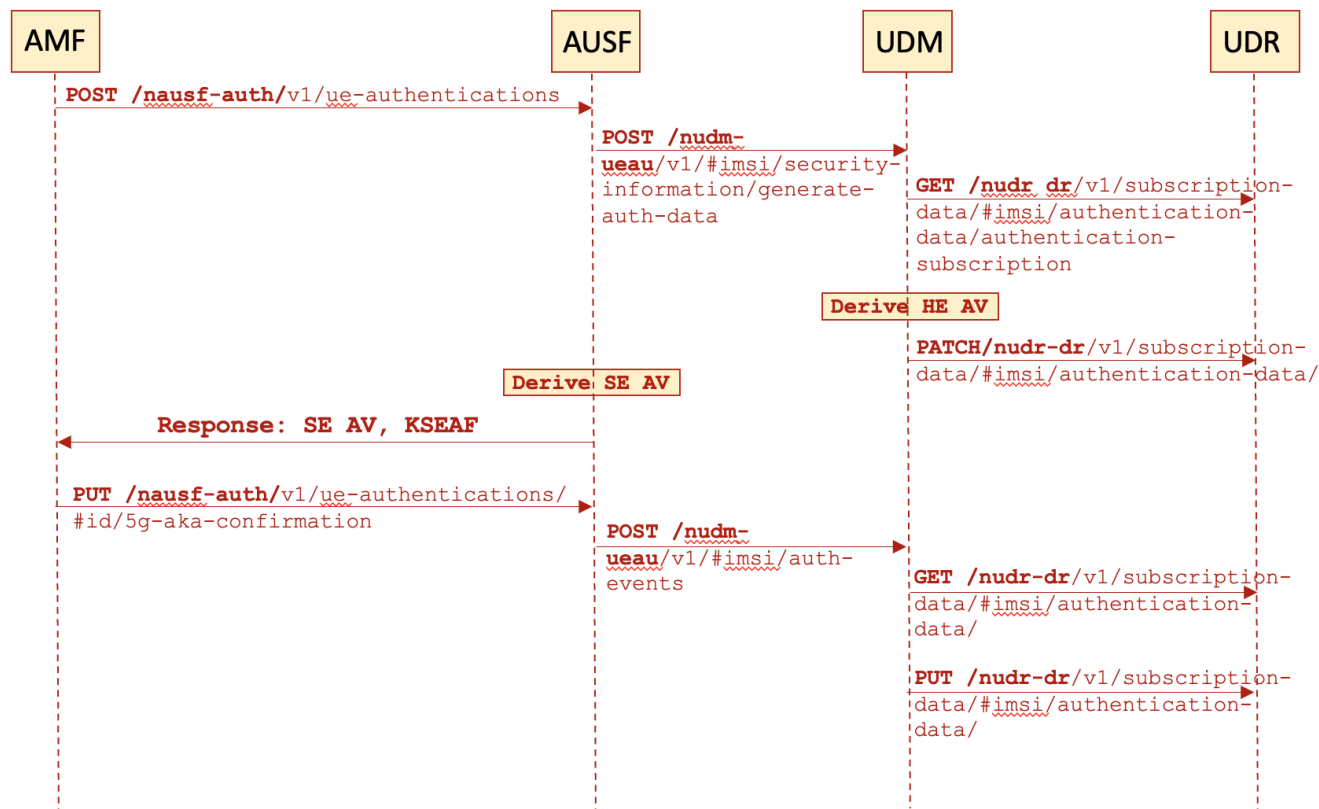 AMF
AUSF
UDM
UDR
POST /nausf-auth/v1/ue-authentications
POST /nudm-
ueau/v1/#imsi/security-
information/generate-
auth-data
GET /nudr dr/v1/subscription-
data/#imsi/authentication-
data/authentication-
subscription
Derive HE AV
PATCH/nudr-dr/v1/subscription-
data/#imsi/authentication-data/
Derive SE AV
Response: SE AV, KSEAF
PUT /nausf-auth/v1/ue-authentications/
#id/5g-aka-confirmation
POST /nudm-
ueau/v1/#imsi/auth-
events
GET /nudr-dr/v1/subscription-
data/#imsi/authentication-
data/
PUT /nudr-dr/v1/subscription-
data/#imsi/authentication-
data/